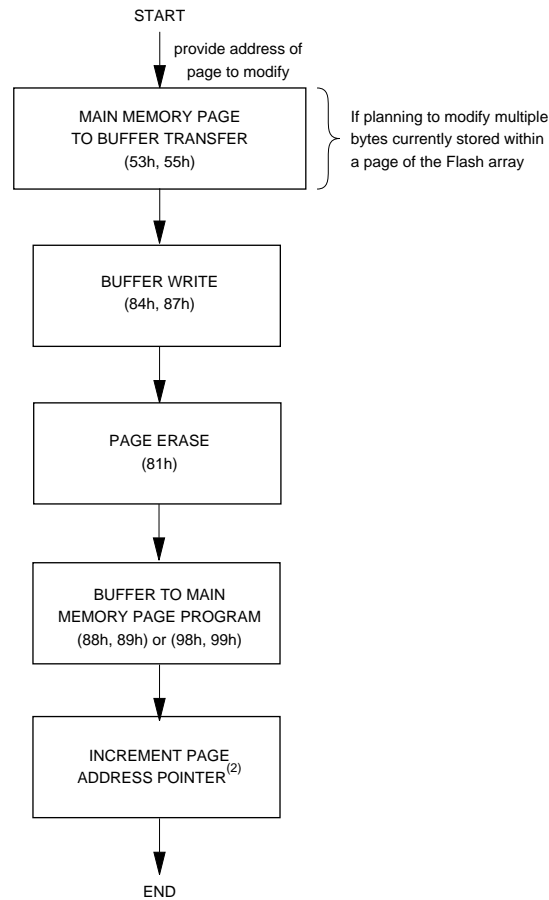 START
provide address of
page to modify
MAIN MEMORY PAGE
TO BUFFER TRANSFER
(53h, 55h)
If planning to modify multiple
bytes currently stored within
a page of the Flash array
BUFFER WRITE
(84h, 87h)
PAGE ERASE
(81h)
BUFFER TO MAIN
MEMORY PAGE PROGRAM
(88h, 89h) or (98h, 99h)
INCREMENT PAGE
ADDRESS POINTER(2)
END